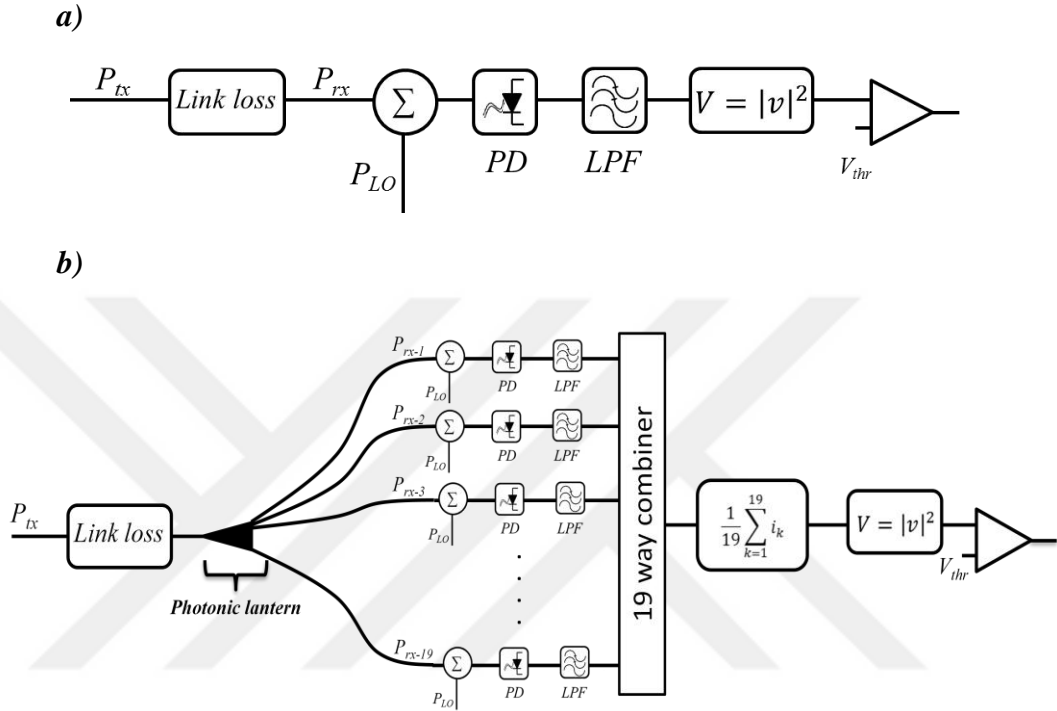 a)
P_tx Link loss P_rx Σ PD LPF V = |v|^2
P_LO V_thr
b)
P_rx-1 Σ
P_LO PD LPF
P_rx-2 Σ
P_LO PD LPF
P_rx-3 Σ
P_LO PD LPF
P_tx Link loss
Photonic lantern
19 way combiner
1/19 ∑_{k=1}^{19} i_k
V = |v|^2
V_thr
P_rx-19 Σ
P_LO PD LPF